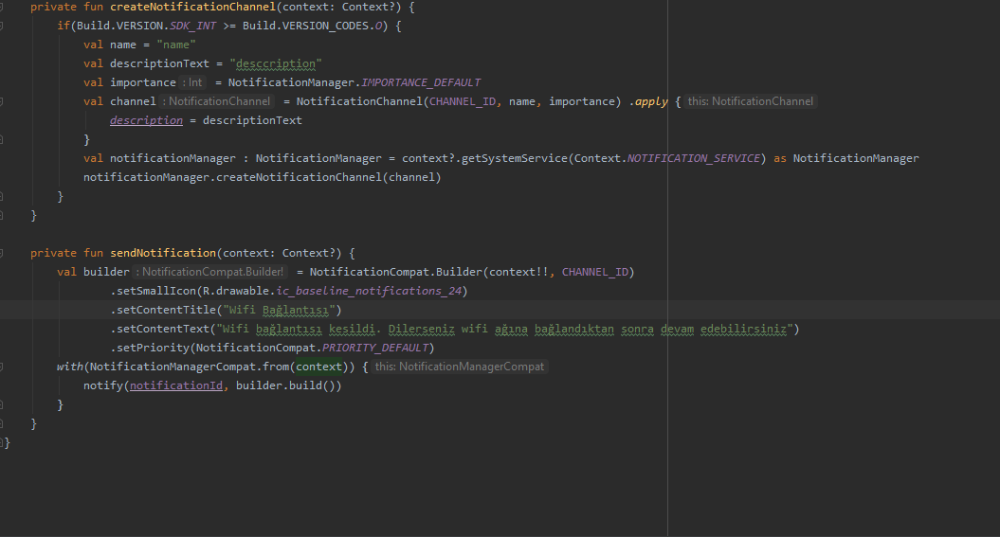 private fun createNotificationChannel(context: Context?) {
if(Build.VERSION.SDK_INT >= Build.VERSION_CODES.O) {
val name = "name"
val descriptionText = "desccription"
val importance : Int = NotificationManager.IMPORTANCE_DEFAULT
val channel : NotificationChannel = NotificationChannel(CHANNEL_ID, name, importance) .apply { this: NotificationChannel
description = descriptionText
}
val notificationManager : NotificationManager = context?.getSystemService(Context.NOTIFICATION_SERVICE) as NotificationManager
notificationManager.createNotificationChannel(channel)
}
}
private fun sendNotification(context: Context?) {
val builder : NotificationCompat.Builder! = NotificationCompat.Builder(context!!, CHANNEL_ID)
.setSmallIcon(R.drawable.ic_baseline_notifications_24)
.setContentTitle("Wifi Bağlantısı")
.setContentText("Wifi bağlantısı kesildi. Dilerseniz wifi ağına bağlandıktan sonra devam edebilirsiniz")
.setPriority(NotificationCompat.PRIORITY_DEFAULT)
with(NotificationManagerCompat.from(context)) { this: NotificationManagerCompat
notify(notificationId, builder.build())
}
}
}